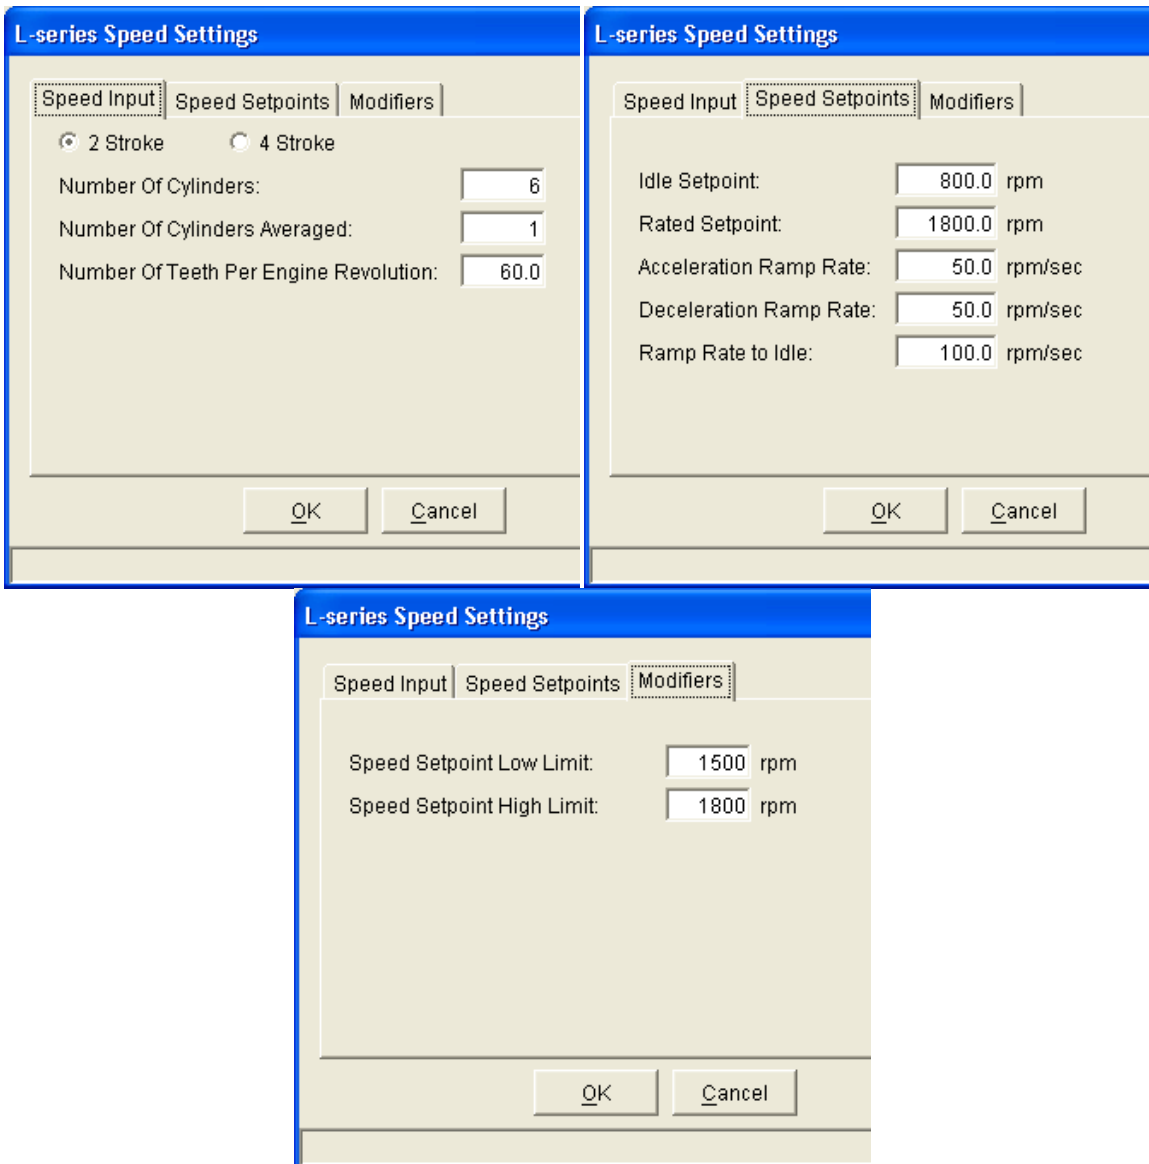 L-series Speed Settings
Speed Input Speed Setpoints Modifiers
2 Stroke 4 Stroke
Number Of Cylinders: 6
Number Of Cylinders Averaged: 1
Number Of Teeth Per Engine Revolution: 60.0
OK Cancel
L-series Speed Settings
Speed Input Speed Setpoints Modifiers
Idle Setpoint: 800.0 rpm
Rated Setpoint: 1800.0 rpm
Acceleration Ramp Rate: 50.0 rpm/sec
Deceleration Ramp Rate: 50.0 rpm/sec
Ramp Rate to Idle: 100.0 rpm/sec
OK Cancel
L-series Speed Settings
Speed Input Speed Setpoints Modifiers
Speed Setpoint Low Limit: 1500 rpm
Speed Setpoint High Limit: 1800 rpm
OK Cancel